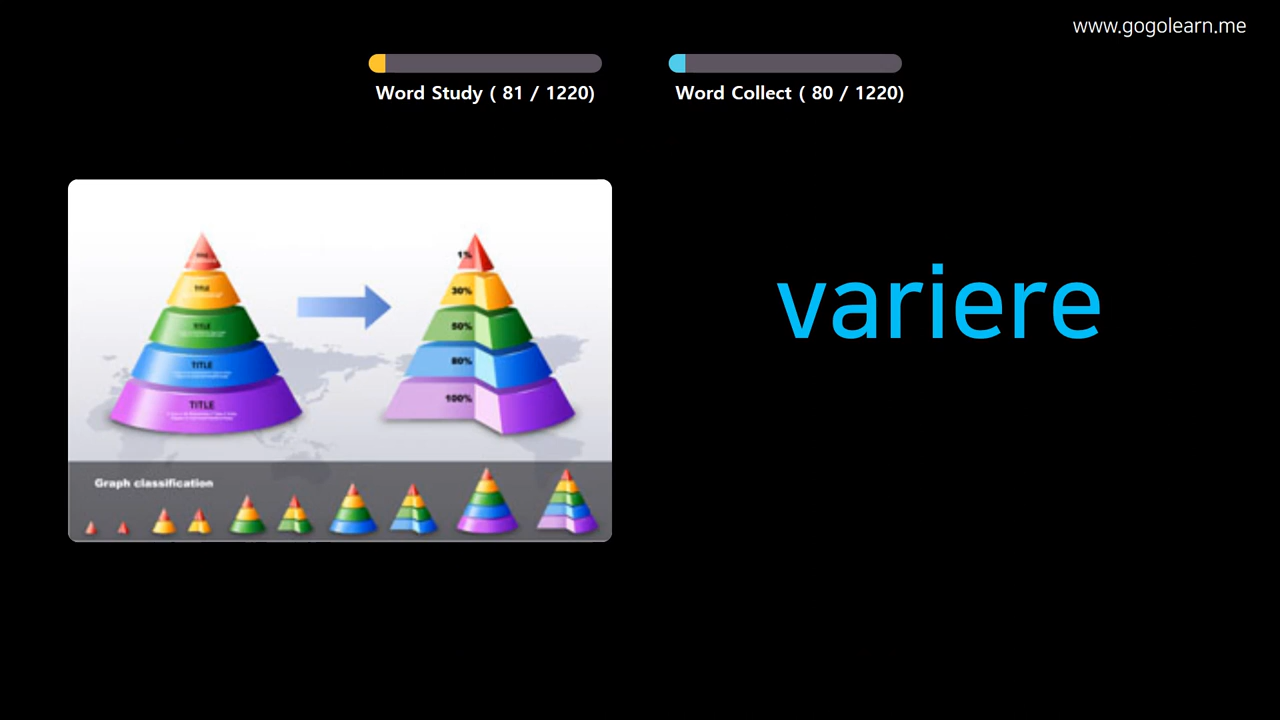 www.gogolearn.me
Word Study ( 81 / 1220)
Word Collect ( 80 / 1220)
variere
TITLE
TITLE
TITLE
TITLE
1%
30%
50%
80%
100%
Graph classification